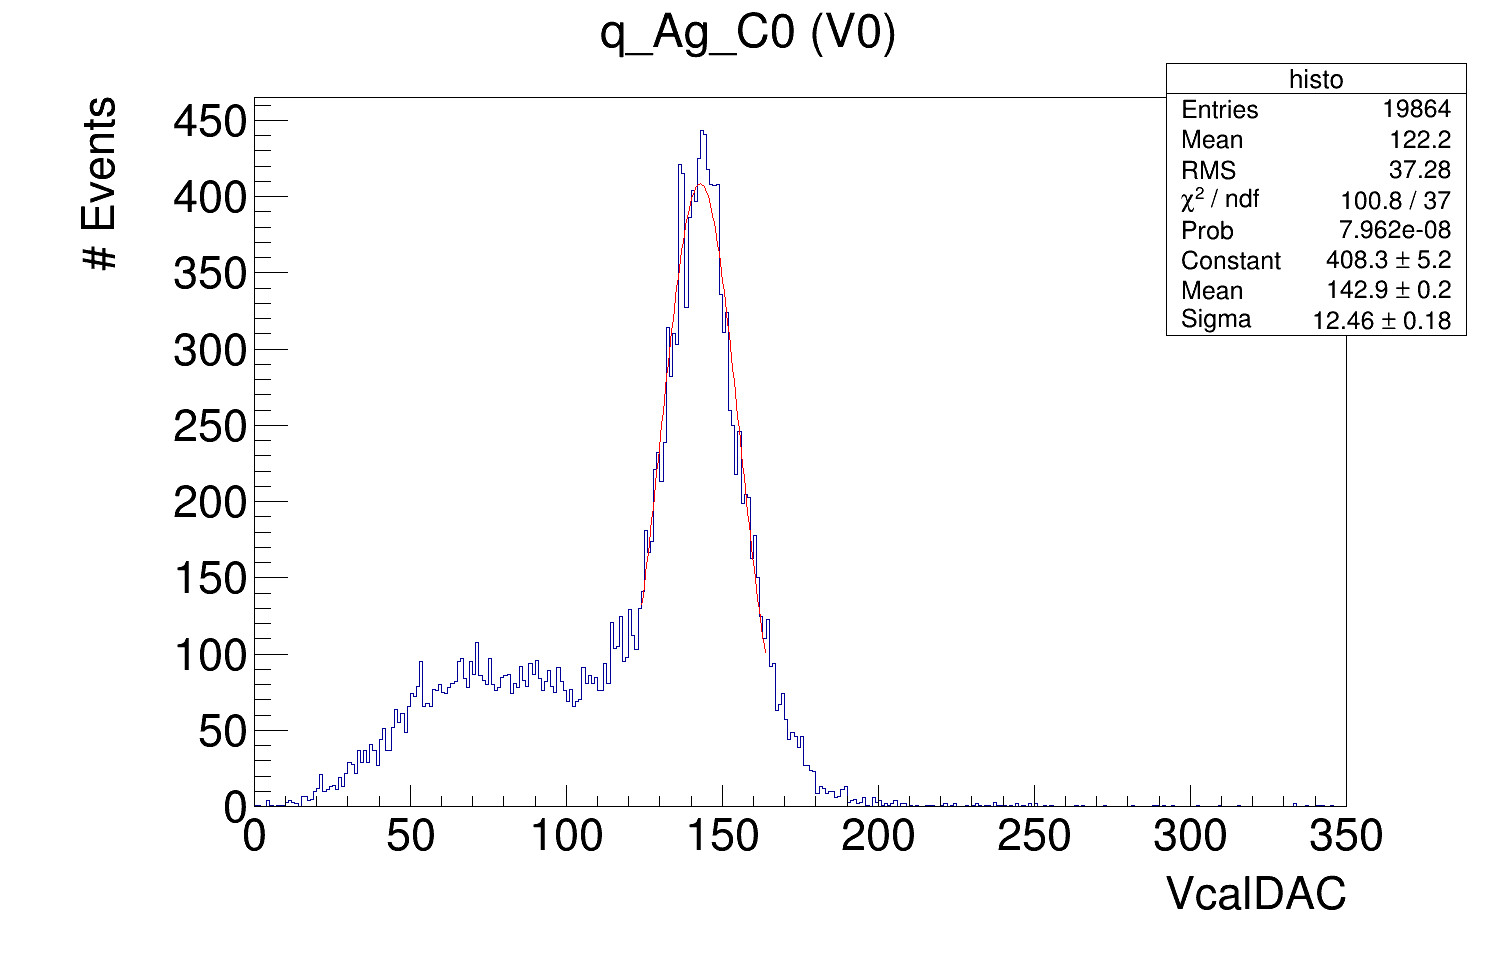 q_Ag_C0 (V0)
# Events
histo
Entries 19864
Mean 122.2
RMS 37.28
χ² / ndf 100.8 / 37
Prob 7.962e-08
Constant 408.3 ± 5.2
Mean 142.9 ± 0.2
Sigma 12.46 ± 0.18
450
400
350
300
250
200
150
100
50
0
0 50 100 150 200 250 300 350
VcalDAC